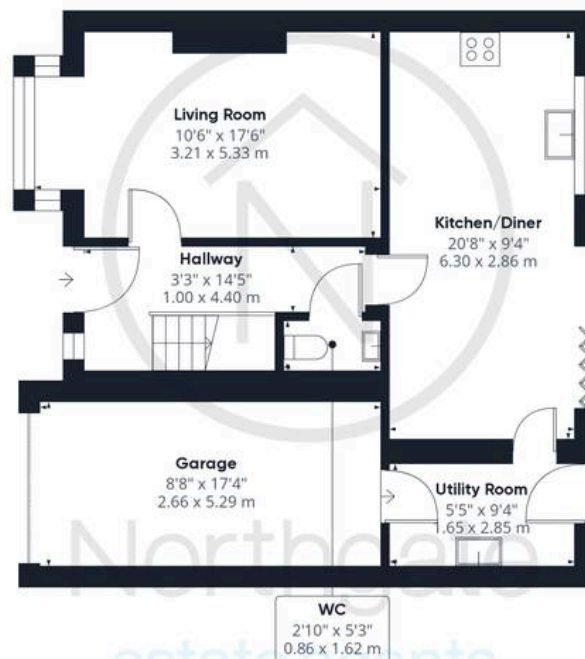 Living Room
10'6" x 17'6"
3.21 x 5.33 m
Kitchen/Diner
20'8" x 9'4"
6.30 x 2.86 m
Hallway
3'3" x 14'5"
1.00 x 4.40 m
Garage
8'8" x 17'4"
2.66 x 5.29 m
Utility Room
5'5" x 9'4"
1.65 x 2.85 m
Northgate
WC
2'10" x 5'3"
0.86 x 1.62 m
estate agents